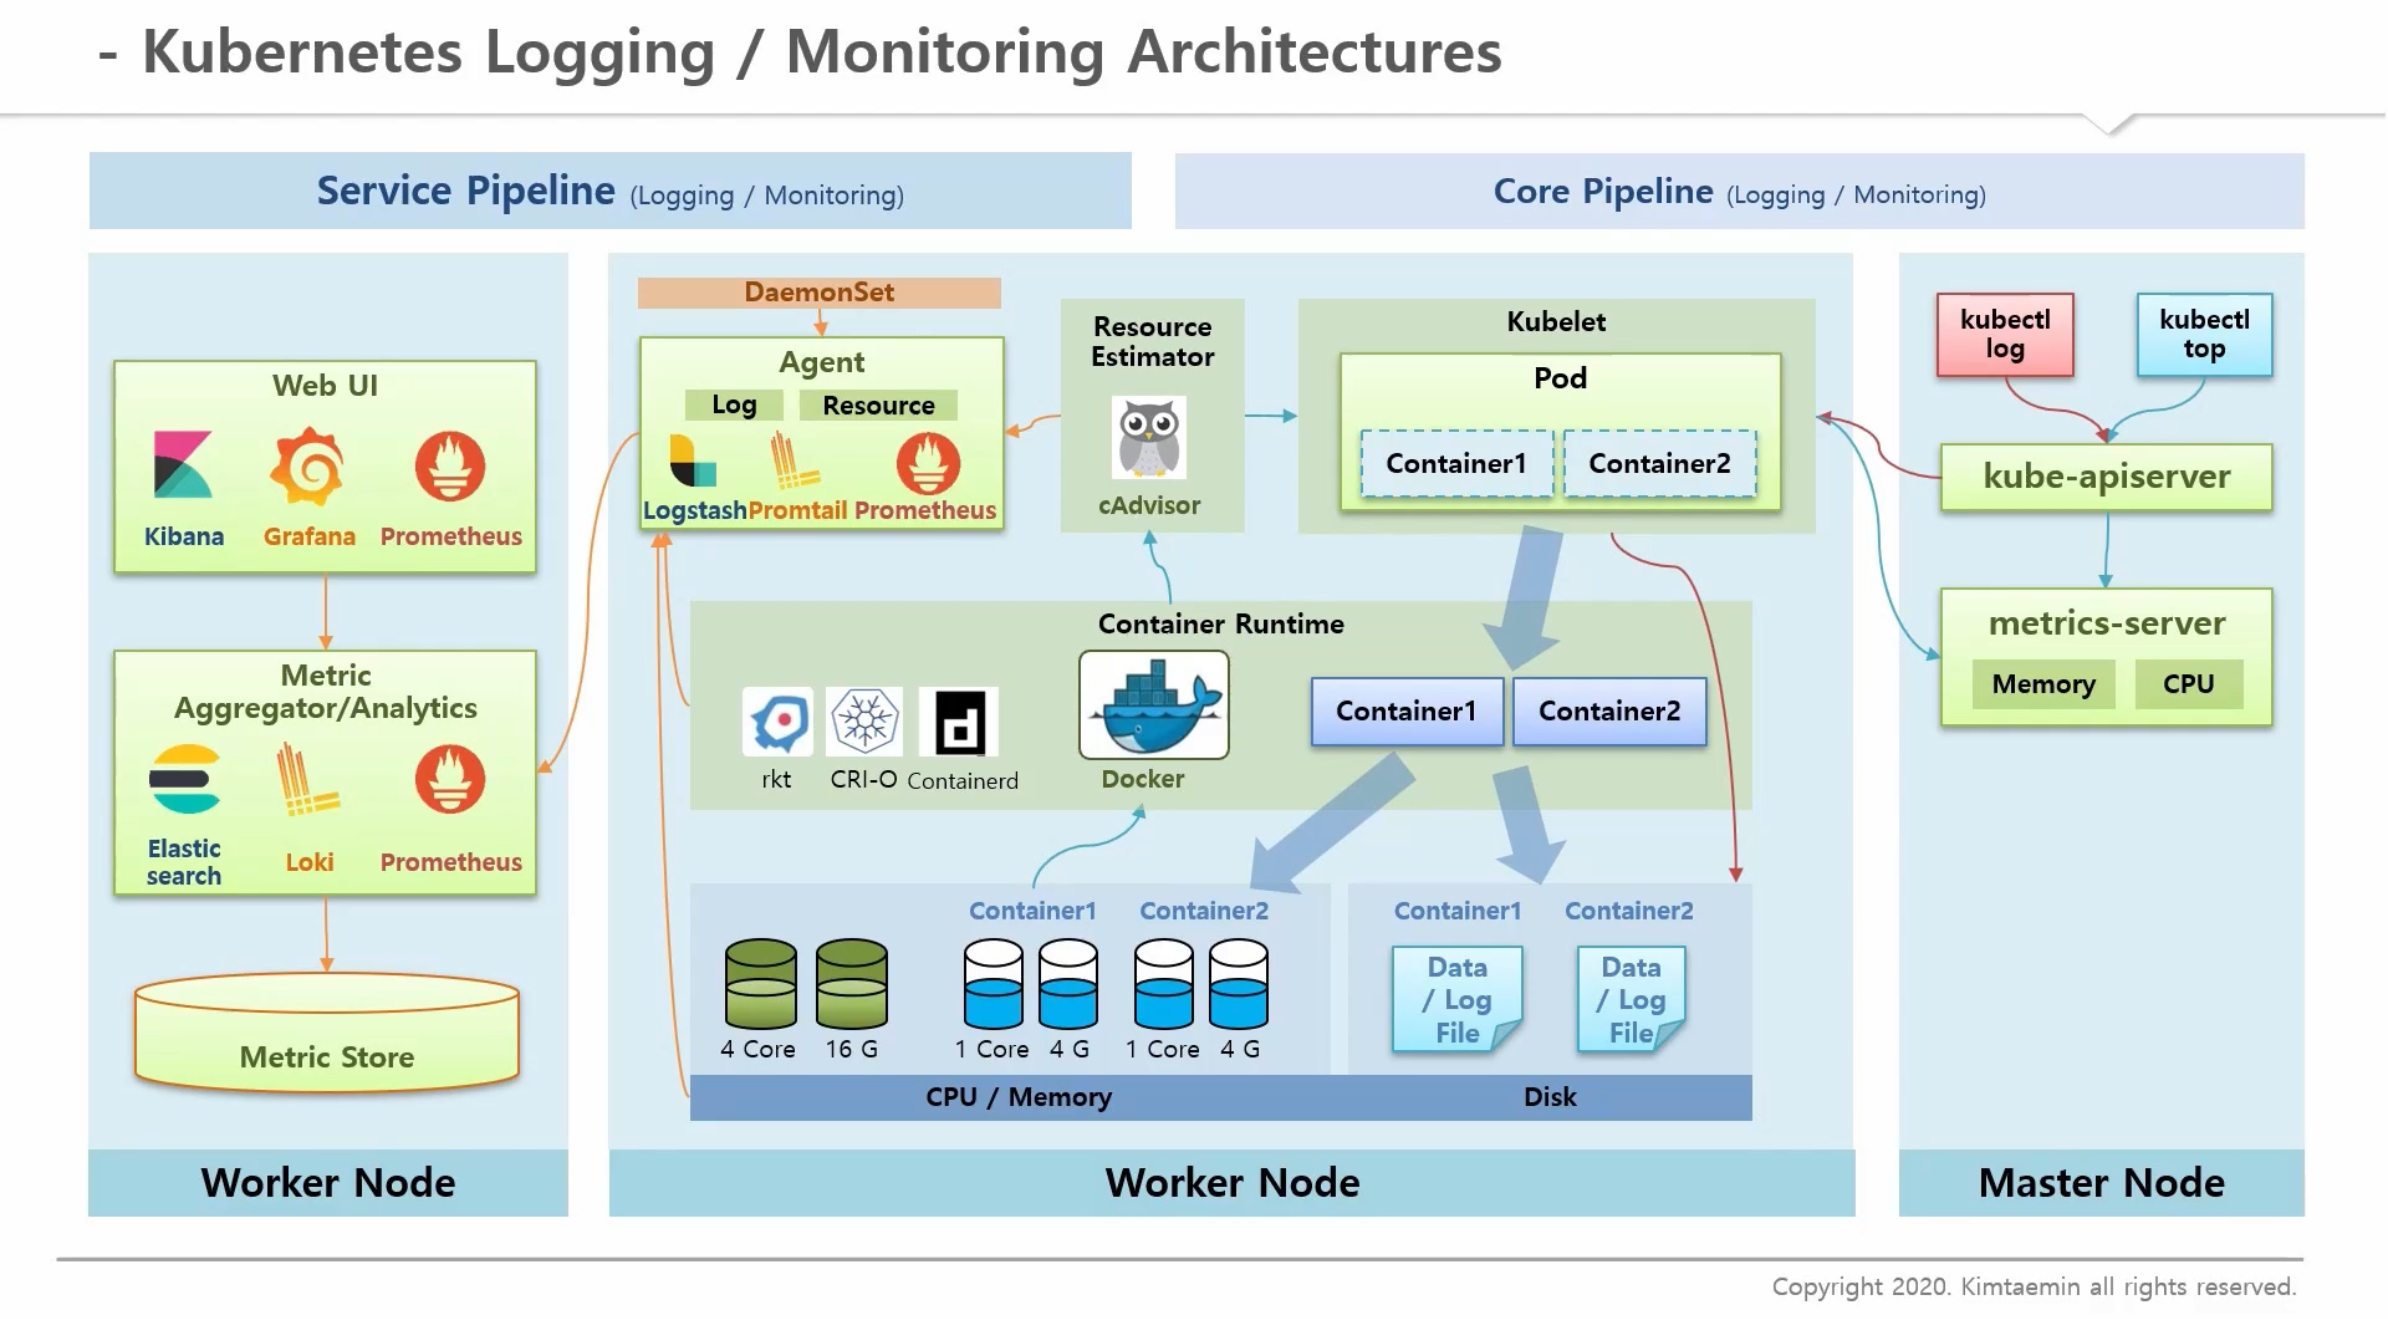 - Kubernetes Logging / Monitoring Architectures
Service Pipeline (Logging / Monitoring)
Core Pipeline (Logging / Monitoring)
Web UI
Kibana
Grafana
Prometheus
Metric
Aggregator/Analytics
Elastic
search
Loki
Prometheus
Metric Store
Worker Node
DaemonSet
Agent
Log
Resource
Logstash
Promtail
Prometheus
Resource
Estimator
cAdvisor
Kubelet
Pod
Container1
Container2
Container Runtime
rkt
CRI-O
Containerd
Docker
Container1
Container2
Container1
Container2
4 Core
16 G
1 Core
4 G
1 Core
4 G
CPU / Memory
Container1
Container2
Data
/ Log
File
Data
/ Log
File
Disk
Worker Node
kubectl
log
kubectl
top
kube-apiserver
metrics-server
Memory
CPU
Master Node
Copyright 2020. Kimtaemin all rights reserved.